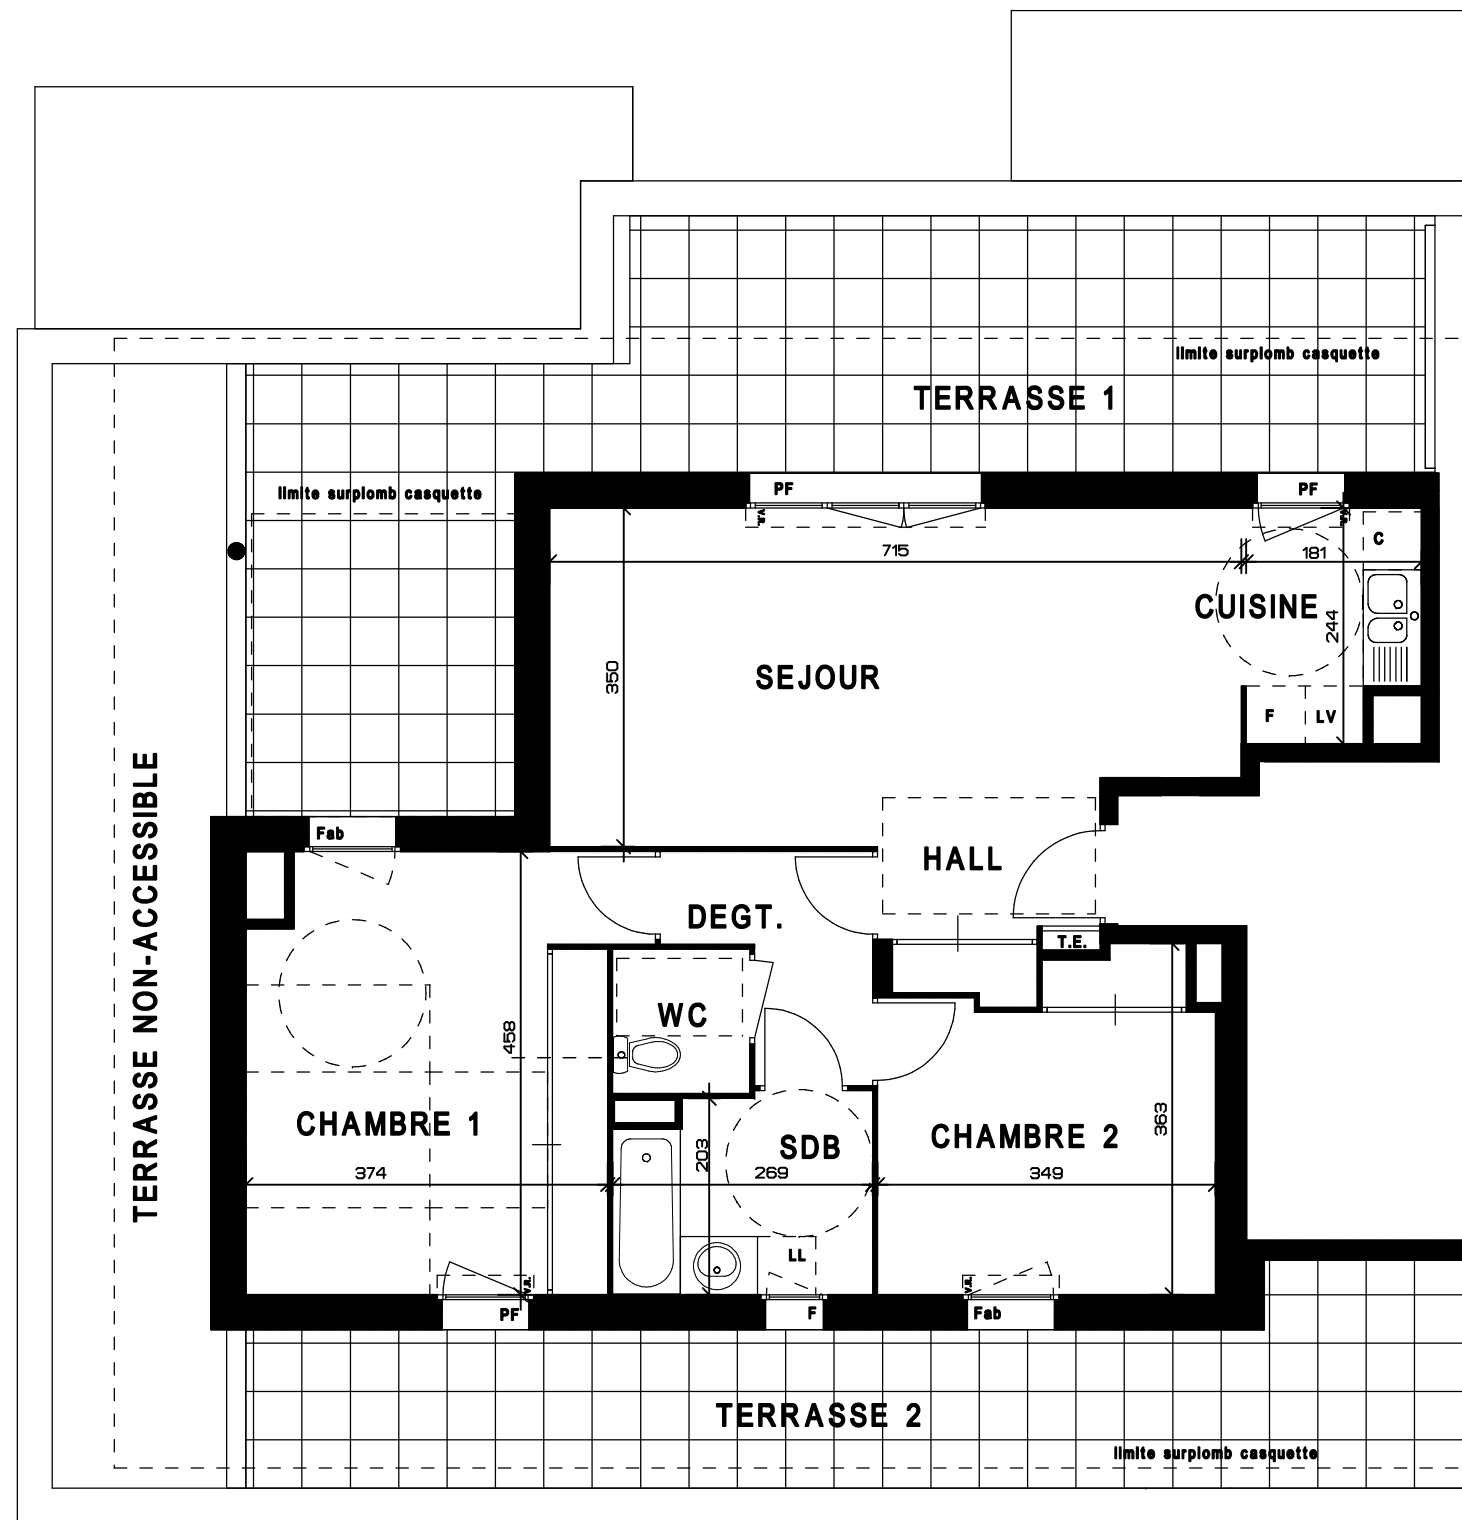 limite surplomb casquette
TERRASSE 1
limite surplomb casquette
PF
PF
V.R.
V.R.
715
181
C
CUISINE
244
350
SEJOUR
F
LV
TERRASSE NON-ACCESSIBLE
Fab
HALL
DEGT.
T.E.
WC
458
CHAMBRE 1
203
SDB
CHAMBRE 2
363
374
269
349
LL
V.R.
V.R.
PF
F
Fab
TERRASSE 2
limite surplomb casquette